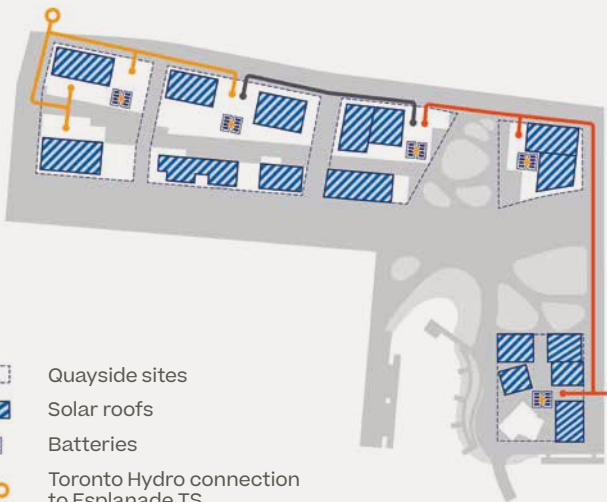 Quayside sites
Solar roofs
Batteries
Toronto Hydro connection
to Esplanade TS